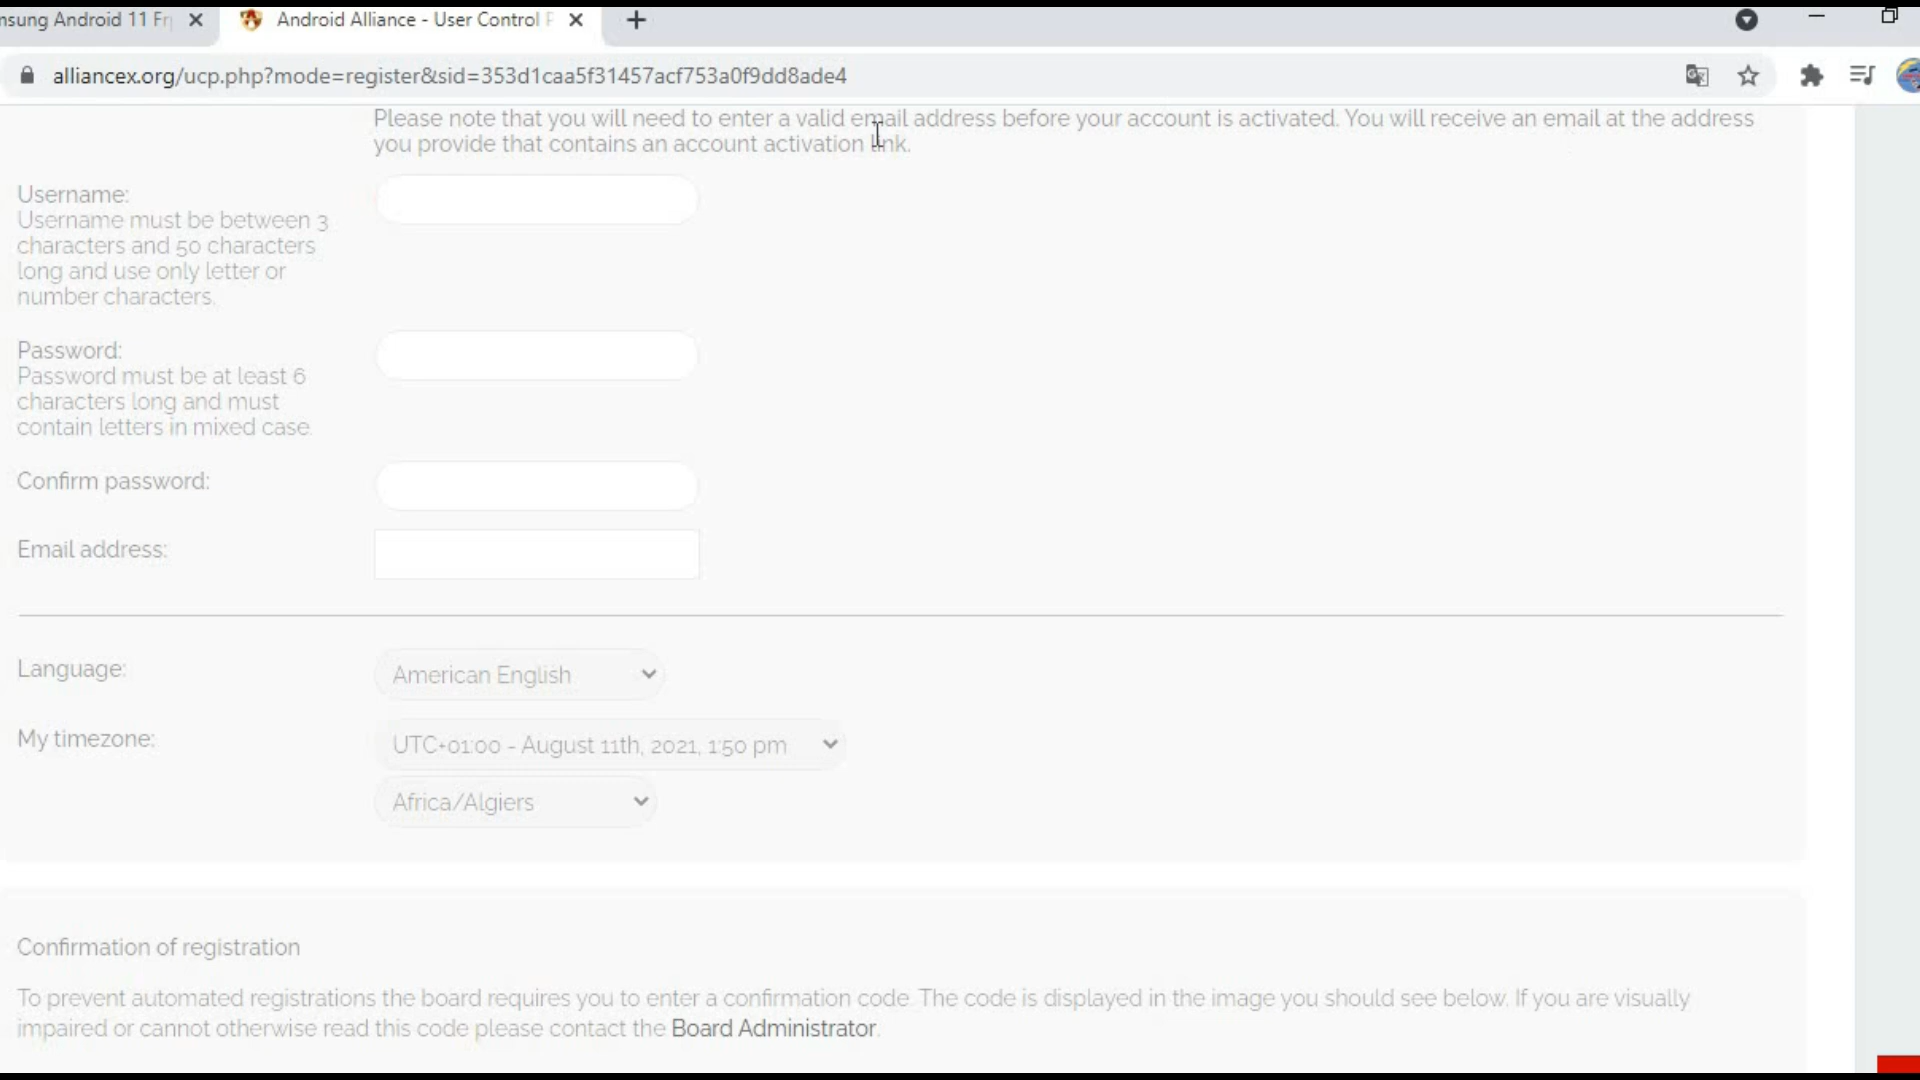 nsung Android 11 Fr
Android Alliance - User Control
alliancex.org/ucp.php?mode=register&sid=353d1caa5f31457acf753a0f9dd8ade4
Please note that you will need to enter a valid email address before your account is activated. You will receive an email at the address
you provide that contains an account activation link.
Username:
Username must be between 3
characters and 50 characters
long and use only letter or
number characters.
Password:
Password must be at least 6
characters long and must
contain letters in mixed case.
Confirm password:
Email address:
Language:
American English
My timezone:
UTC+01:00 - August 11th, 2021, 1:50 pm
Africa/Algiers
Confirmation of registration
To prevent automated registrations the board requires you to enter a confirmation code. The code is displayed in the image you should see below. If you are visually
impaired or cannot otherwise read this code please contact the Board Administrator.